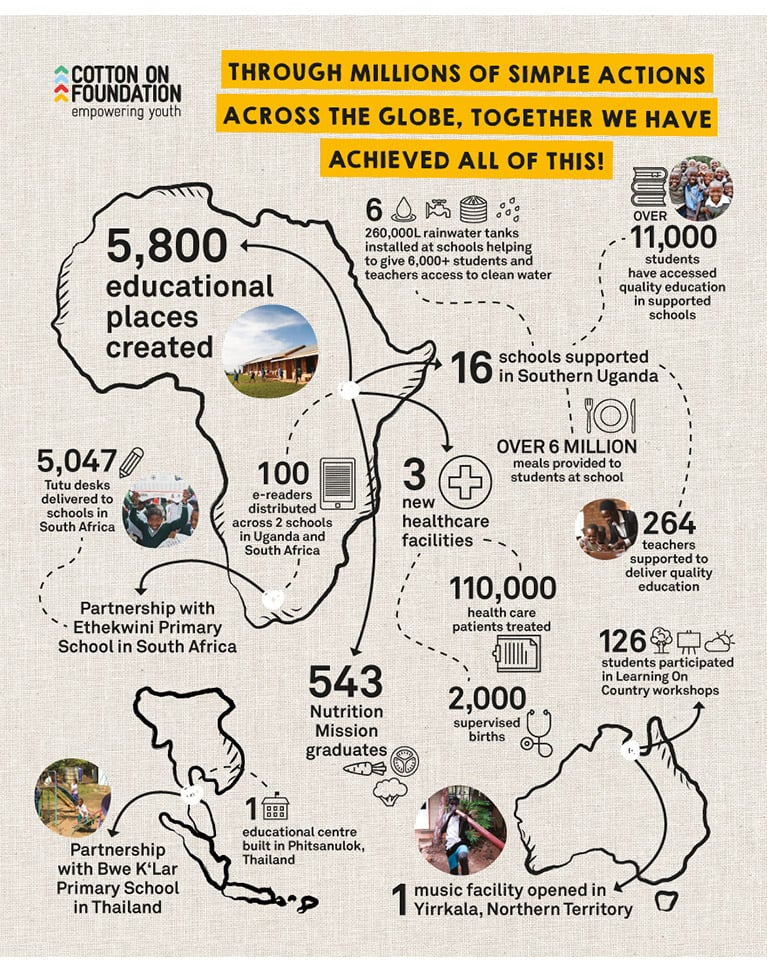 COTTON ON
FOUNDATION
empowering youth
THROUGH MILLIONS OF SIMPLE ACTIONS
ACROSS THE GLOBE, TOGETHER WE HAVE
ACHIEVED ALL OF THIS!
5,800
educational
places
created
6
260,000L rainwater tanks
installed at schools helping
to give 6,000+ students and
teachers access to clean water
OVER
11,000
students
have accessed
quality education
in supported
schools
16 schools supported
in Southern Uganda
OVER 6 MILLION
meals provided to
students at school
5,047
Tutu desks
delivered to
schools in
South Africa
100
e-readers
distributed
across 2 schools
in Uganda and
South Africa
3
new
healthcare
facilities
264
teachers
supported to
deliver quality
education
Partnership with
Ethekwini Primary
School in South Africa
110,000
health care
patients treated
543
Nutrition
Mission
graduates
2,000
supervised
births
126
students participated
in Learning On
Country workshops
1
educational centre
built in Phitsanulok,
Thailand
Partnership
with Bwe K‘Lar
Primary School
in Thailand
1 music facility opened in
Yirrkala, Northern Territory